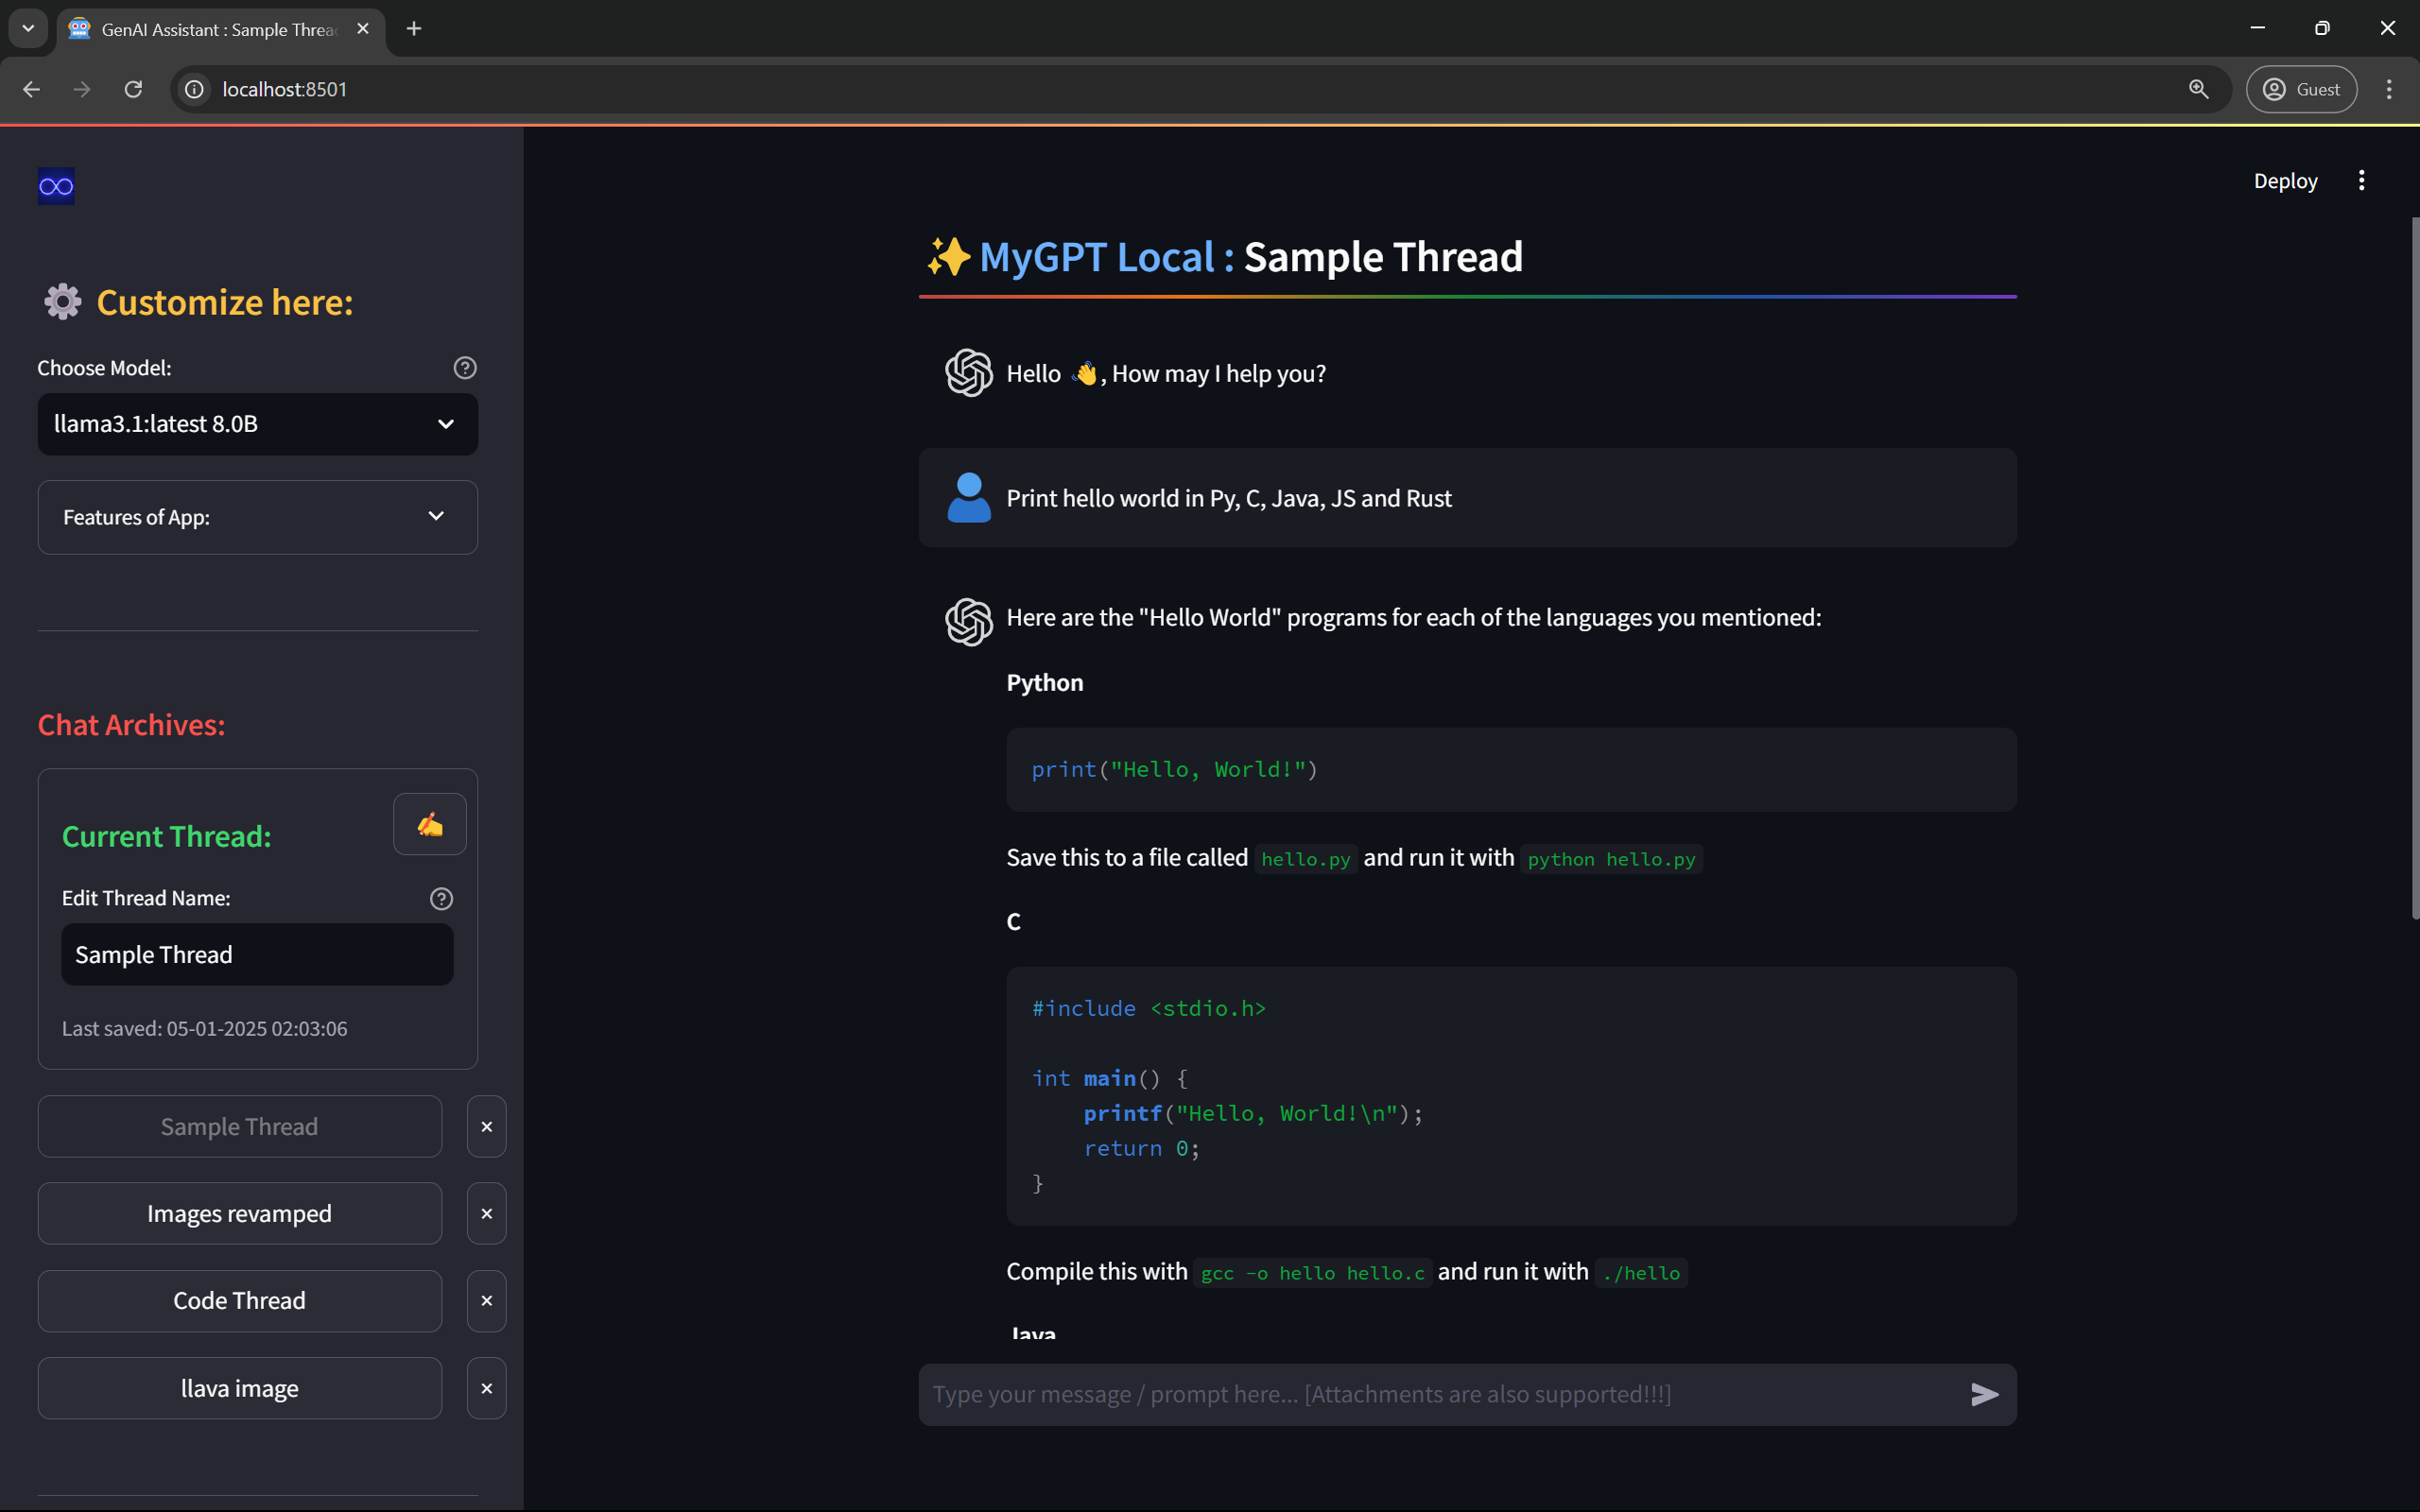 GenAI Assistant : Sample Threa
localhost:8501
Guest
Deploy
Customize here:
Choose Model:
llama3.1:latest 8.0B
Features of App:
Chat Archives:
Current Thread:
Edit Thread Name:
Sample Thread
Last saved: 05-01-2025 02:03:06
Sample Thread
×
Images revamped
×
Code Thread
×
llava image
×
✨ MyGPT Local : Sample Thread
Hello 👋, How may I help you?
Print hello world in Py, C, Java, JS and Rust
Here are the "Hello World" programs for each of the languages you mentioned:
Python
print("Hello, World!")
Save this to a file called hello.py and run it with python hello.py
C
#include <stdio.h>
int main() {
    printf("Hello, World!\n");
    return 0;
}
Compile this with gcc -o hello hello.c and run it with ./hello
Java
Type your message / prompt here... [Attachments are also supported!!!]